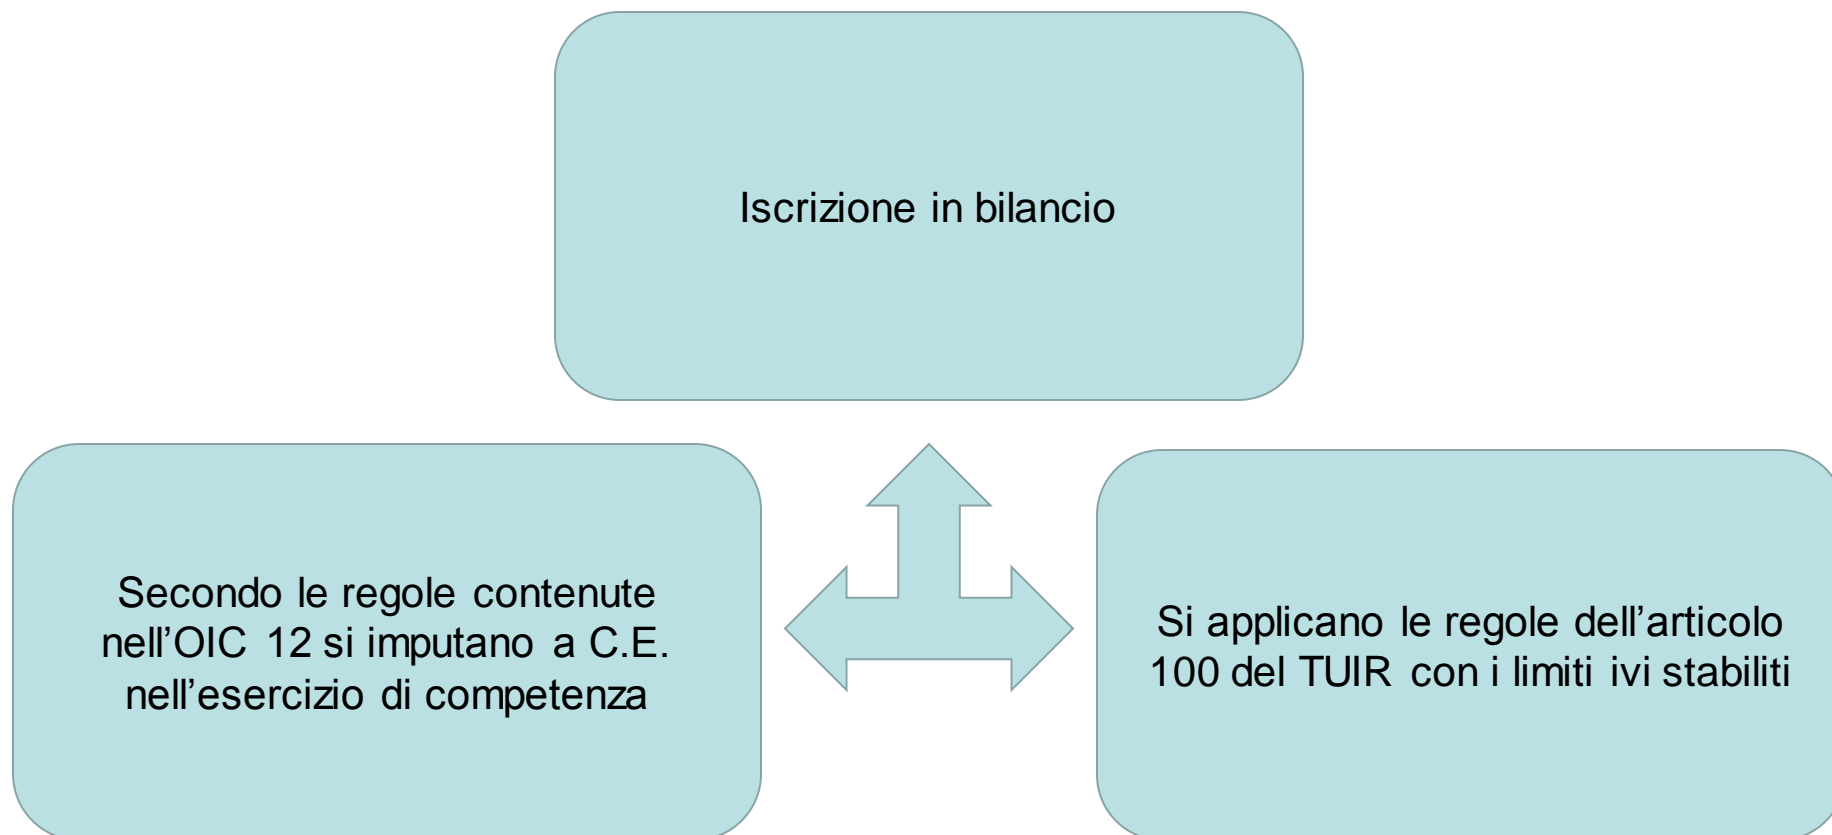 Iscrizione in bilancio
Secondo le regole contenute
nell’OIC 12 si imputano a C.E.
nell’esercizio di competenza
Si applicano le regole dell’articolo
100 del TUIR con i limiti ivi stabiliti